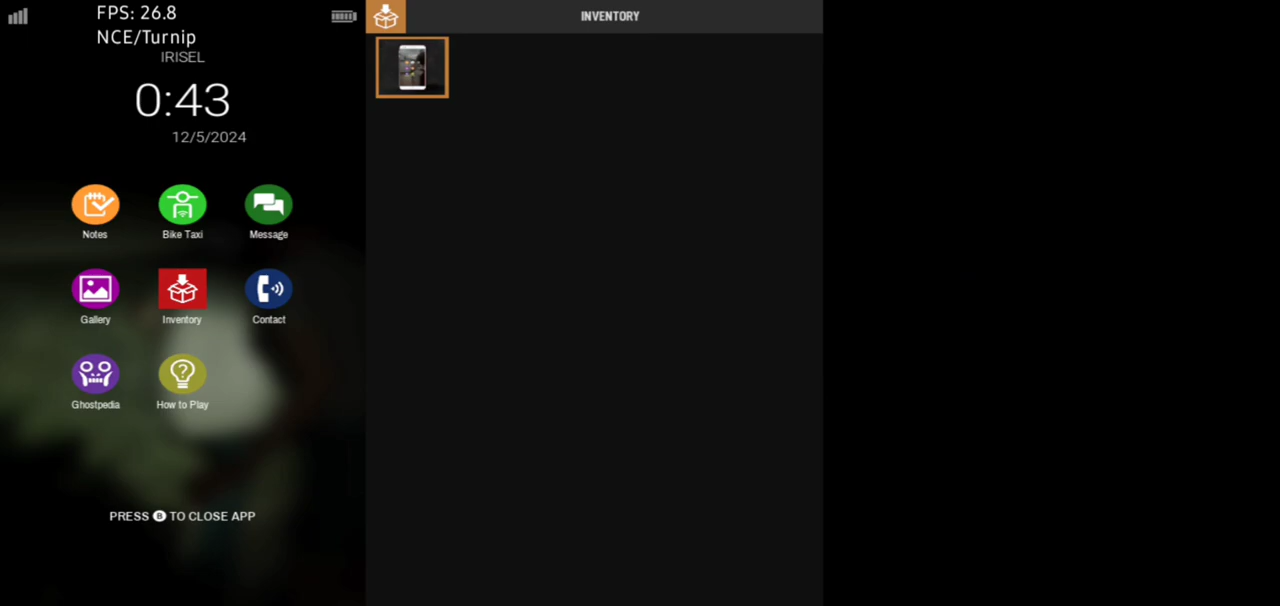 FPS: 26.8
NCE/Turnip
IRISEL
0:43
12/5/2024
Notes
Bike Taxi
Message
Gallery
Inventory
Contact
Ghostpedia
How to Play
PRESS B TO CLOSE APP
INVENTORY